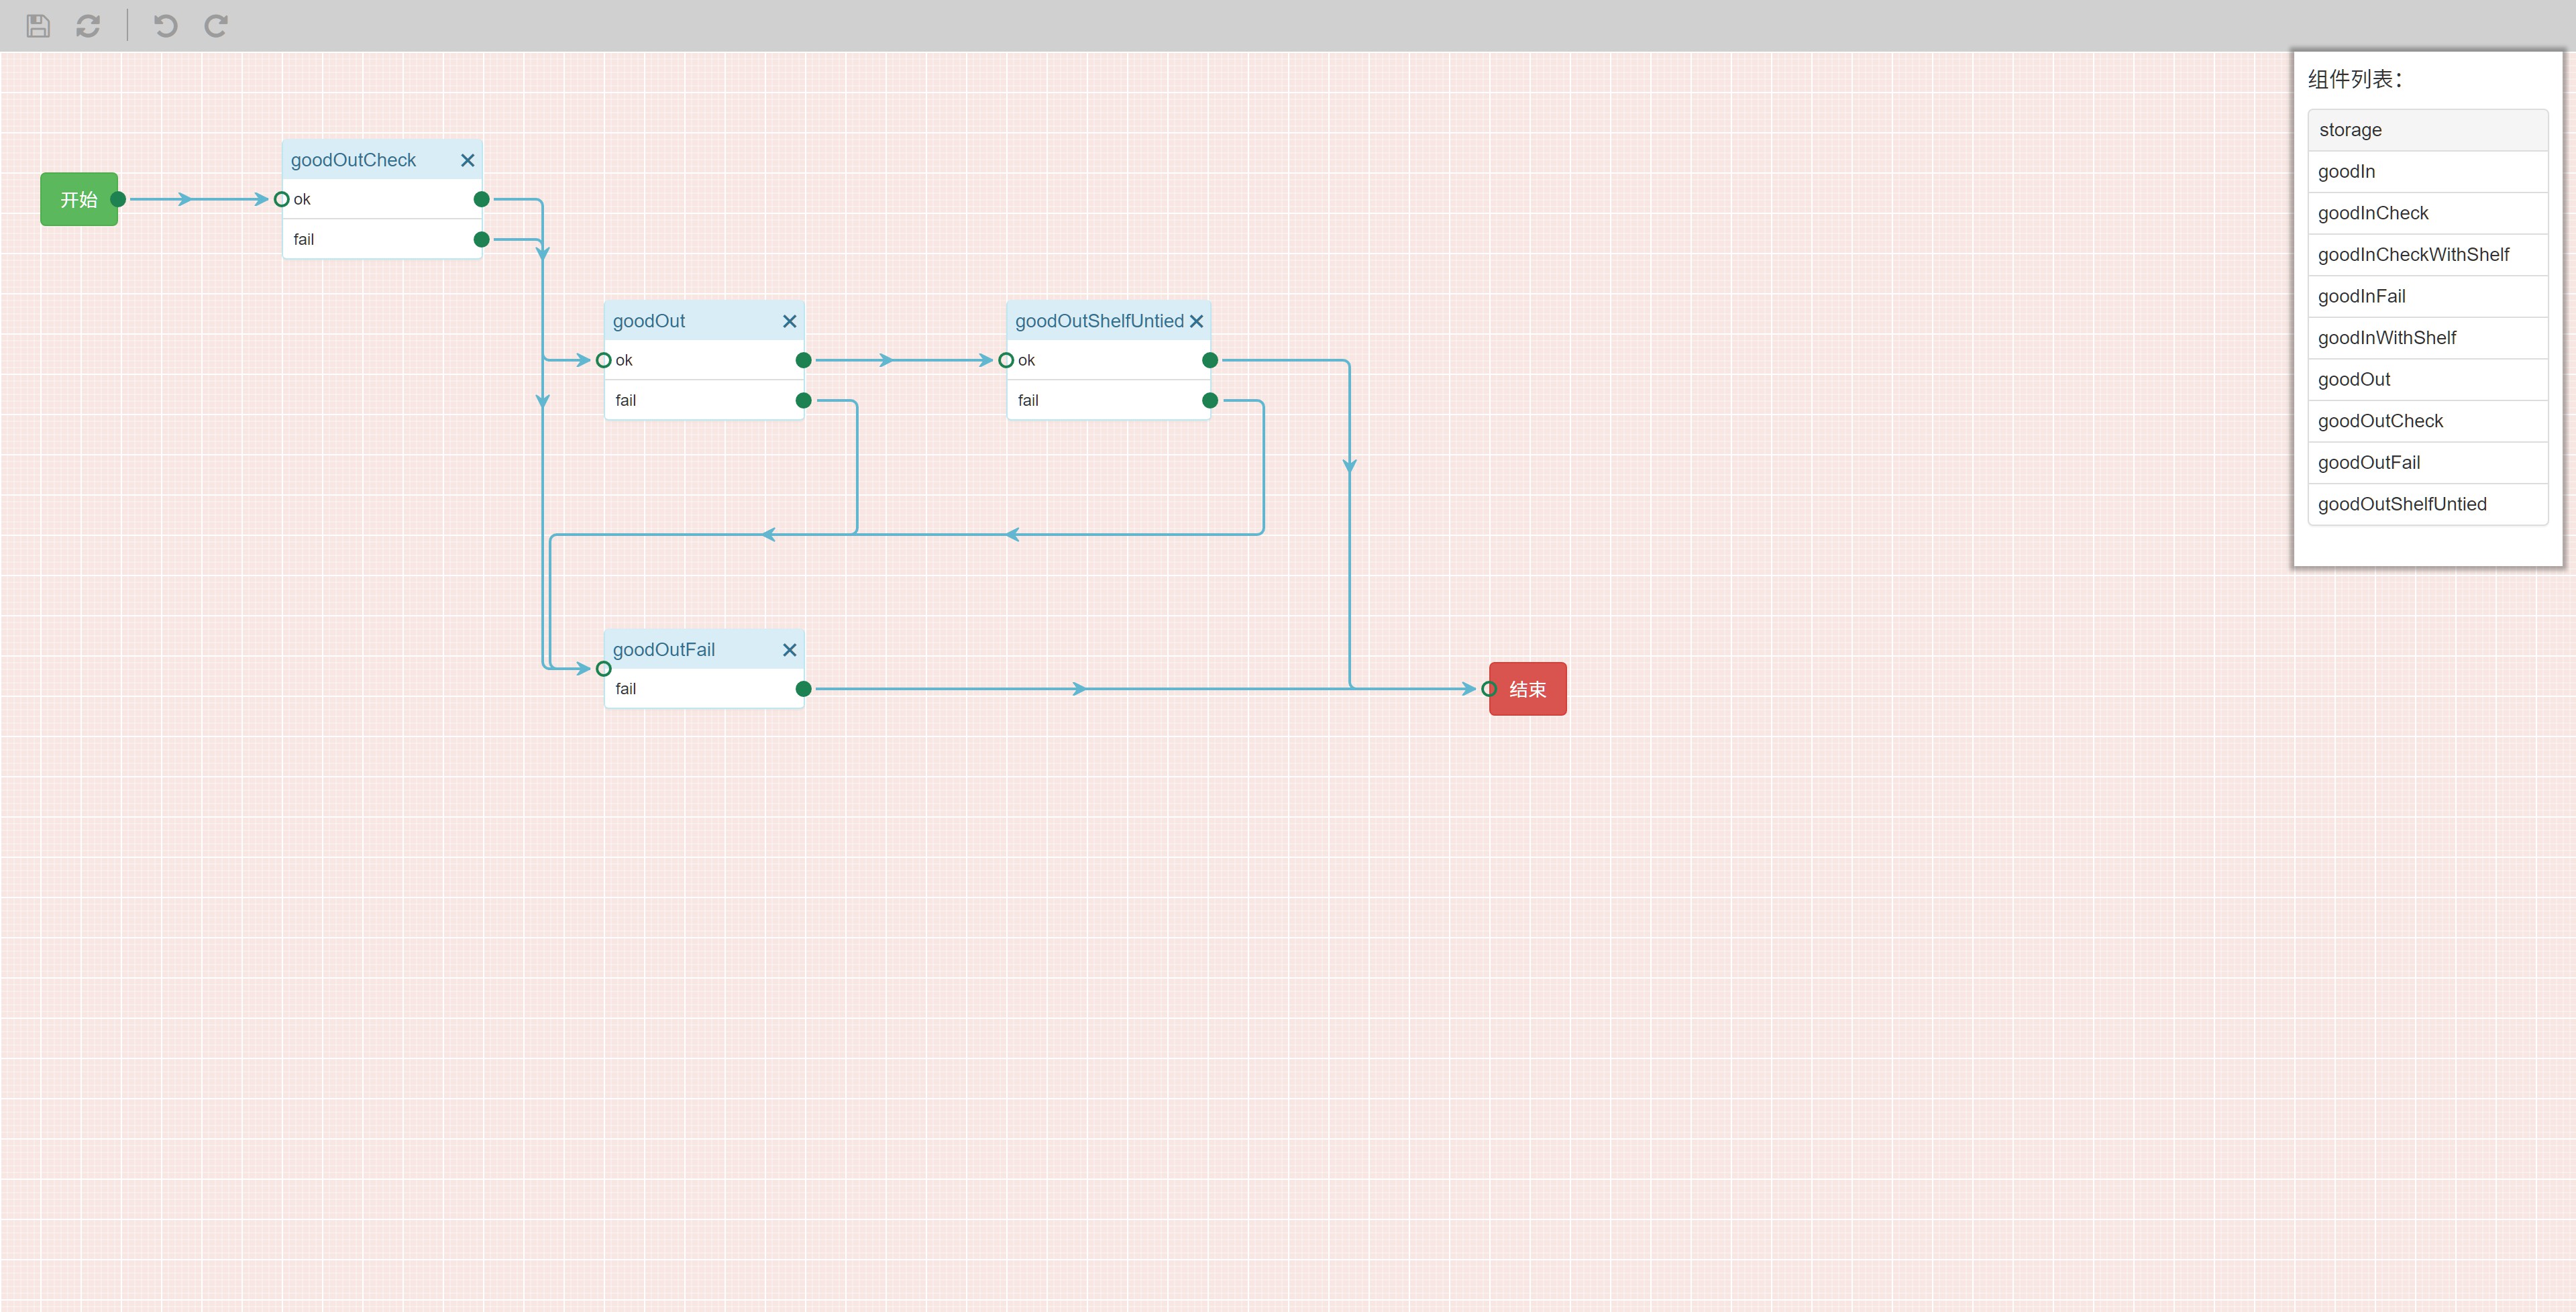 组件列表：
storage
goodIn
goodInCheck
goodInCheckWithShelf
goodInFail
goodInWithShelf
goodOut
goodOutCheck
goodOutFail
goodOutShelfUntied
开始
goodOutCheck
ok
fail
goodOut
ok
fail
goodOutShelfUntied
ok
fail
goodOutFail
fail
结束